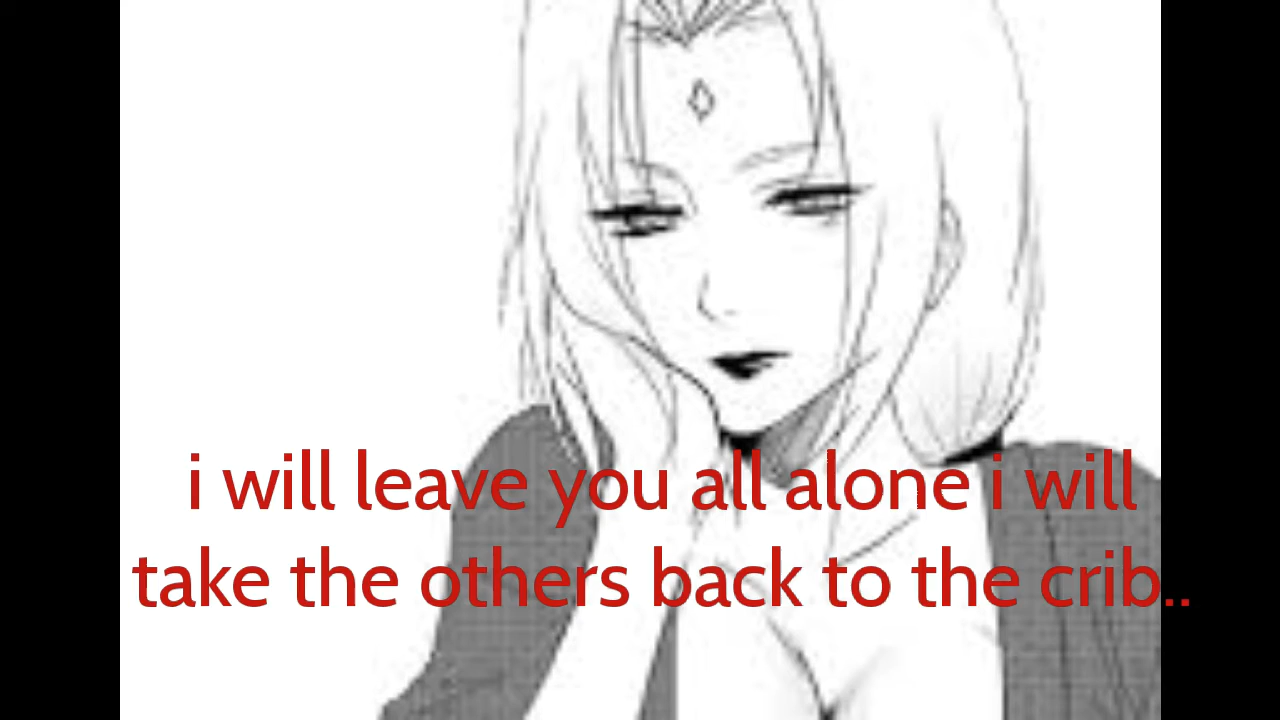 i will leave you all alone i will
take the others back to the crib..